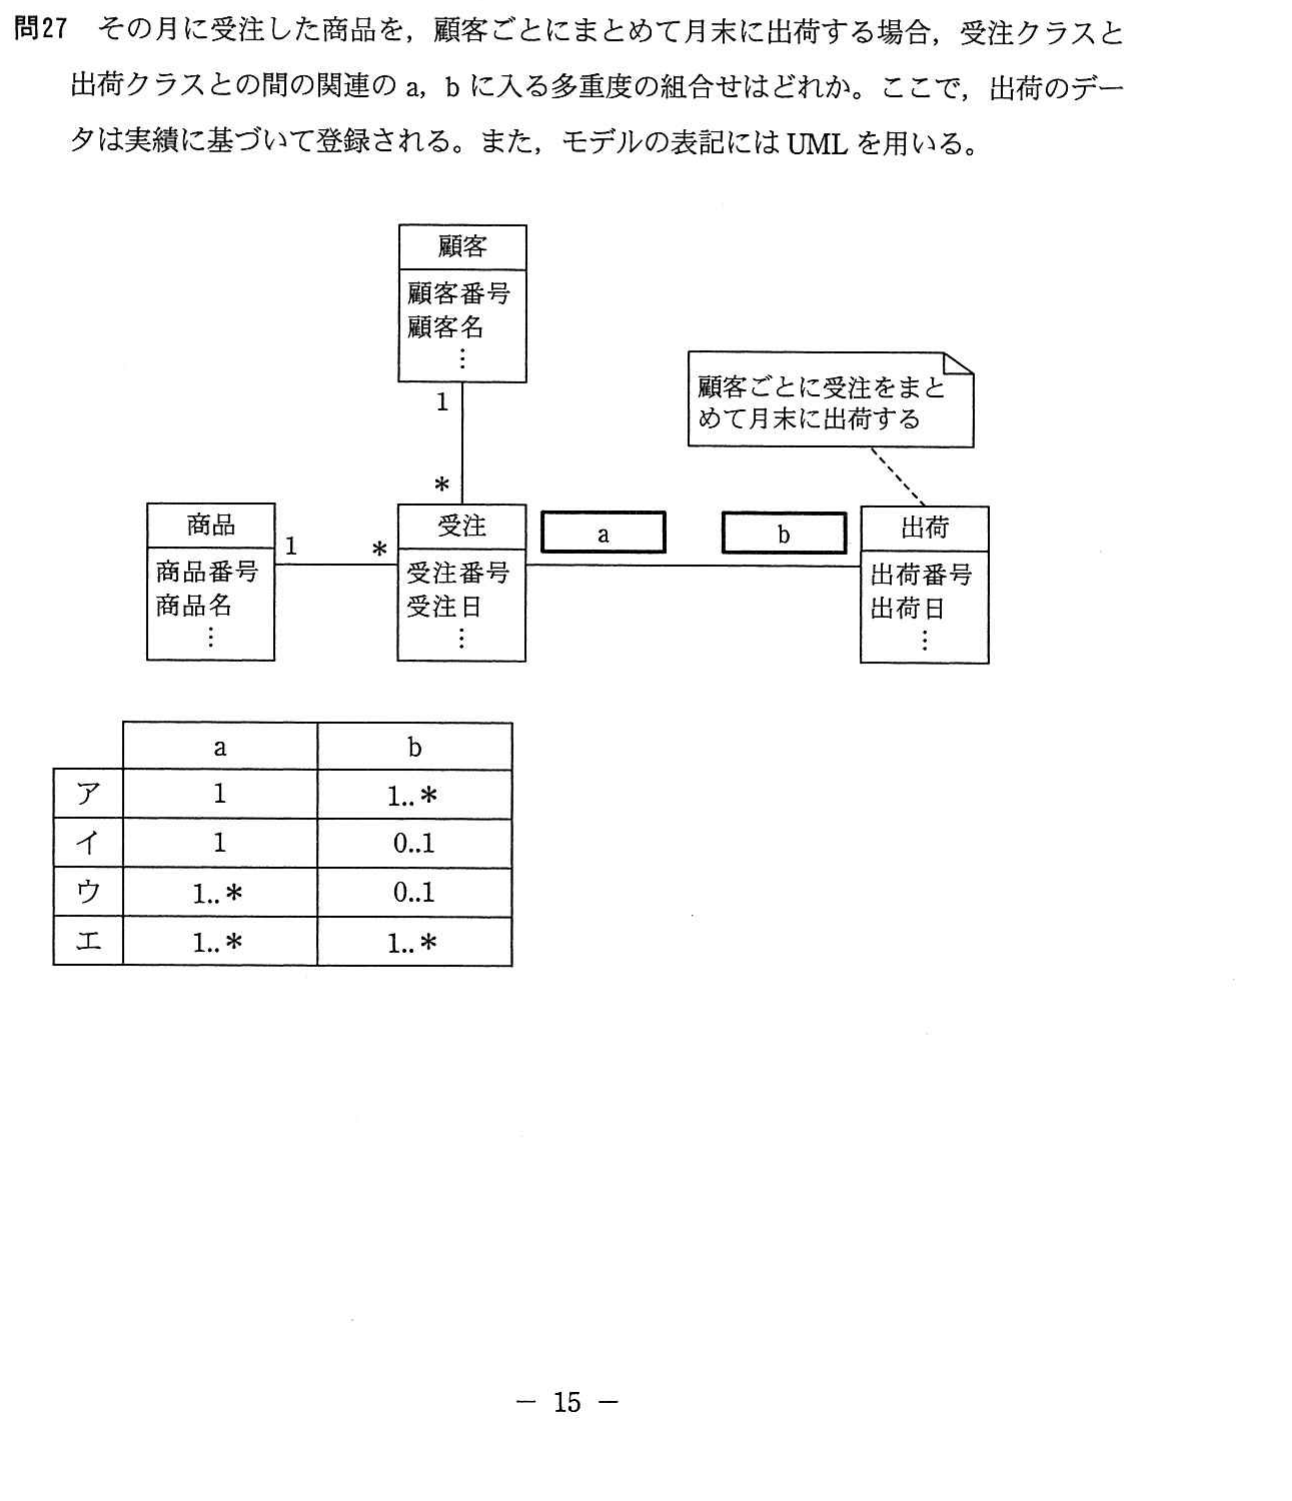 問27 その月に受注した商品を，顧客ごとにまとめて月末に出荷する場合，受注クラスと
出荷クラスとの間の関連の a，b に入る多重度の組合せはどれか。ここで，出荷のデー
タは実績に基づいて登録される。また，モデルの表記には UML を用いる。
顧客
顧客番号
顧客名
⋮
1
*
顧客ごとに受注をまと
めて月末に出荷する
商品
商品番号
商品名
⋮
1
*
受注
受注番号
受注日
⋮
a
b
出荷
出荷番号
出荷日
⋮
a b
ア 1 1..*
イ 1 0..1
ウ 1..* 0..1
エ 1..* 1..*
― 15 ―